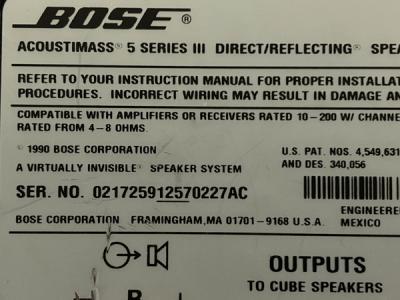 BOSE®
ACOUSTIMASS® 5 SERIES III DIRECT/REFLECTING® SPEA
REFER TO YOUR INSTRUCTION MANUAL FOR PROPER INSTALLAT
PROCEDURES. INCORRECT WIRING MAY RESULT IN DAMAGE AN
COMPATIBLE WITH AMPLIFIERS OR RECEIVERS RATED 10-200 W/ CHANNE
RATED FROM 4-8 OHMS.
©1990 BOSE CORPORATION
U.S. PAT. NOS. 4,549,631
A VIRTUALLY INVISIBLE® SPEAKER SYSTEM
AND DES. 340,056
SER. NO. 021725912570227AC
BOSE CORPORATION FRAMINGHAM, MA 01701-9168 U.S.A.
ENGINEERE
MEXICO
OUTPUTS
TO CUBE SPEAKERS
R